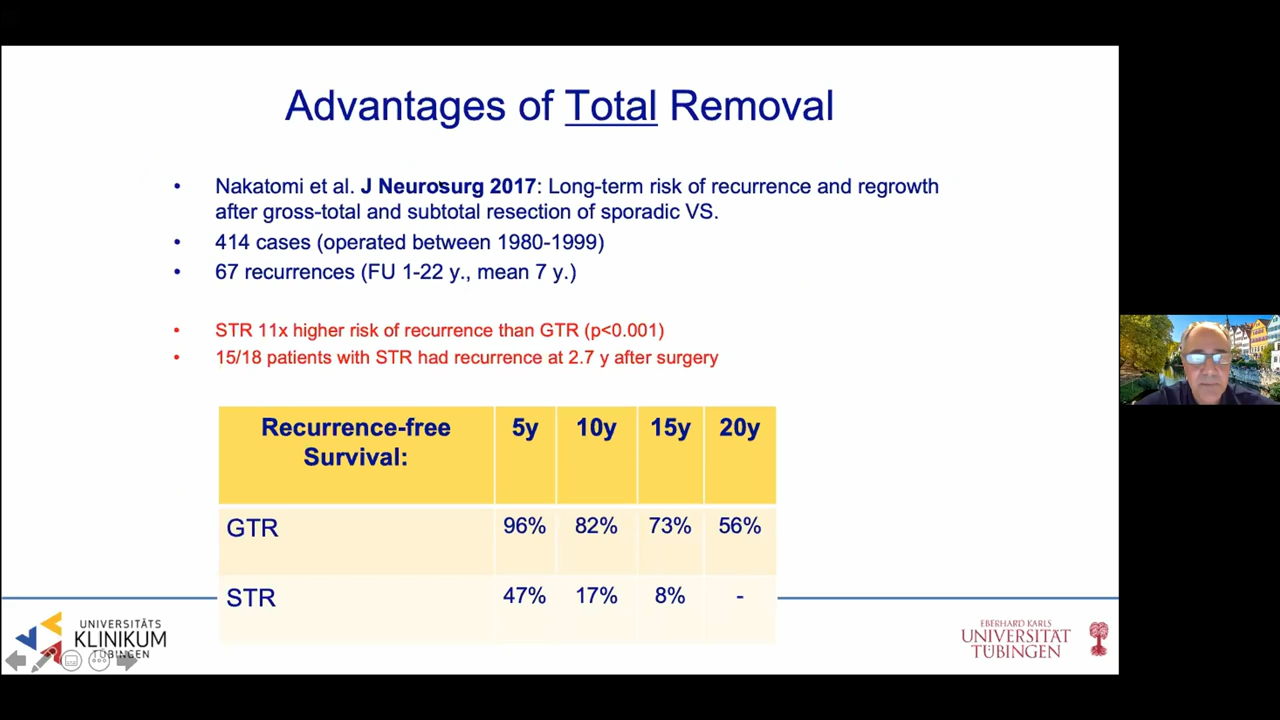 Advantages of Total Removal
• Nakatomi et al. J Neurosurg 2017: Long-term risk of recurrence and regrowth
after gross-total and subtotal resection of sporadic VS.
• 414 cases (operated between 1980-1999)
• 67 recurrences (FU 1-22 y., mean 7 y.)
• STR 11x higher risk of recurrence than GTR (p<0.001)
• 15/18 patients with STR had recurrence at 2.7 y after surgery
Recurrence-free 5y 10y 15y 20y
Survival:
GTR 96% 82% 73% 56%
STR 47% 17% 8% -
UNIVERSITÄTS
KLINIKUM
TÜBINGEN
EBERHARD KARLS
UNIVERSITÄT
TÜBINGEN